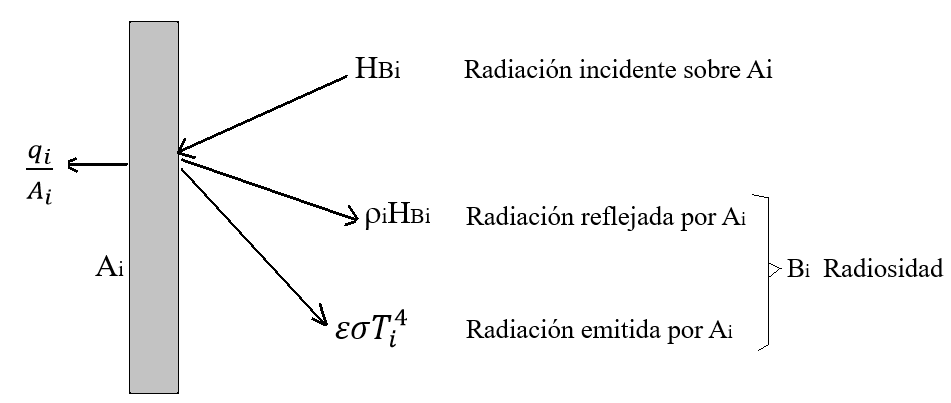 HBi Radiación incidente sobre Ai
qi
Ai
ρiHBi Radiación reflejada por Ai
Ai
Bi Radiosidad
εσTi4 Radiación emitida por Ai